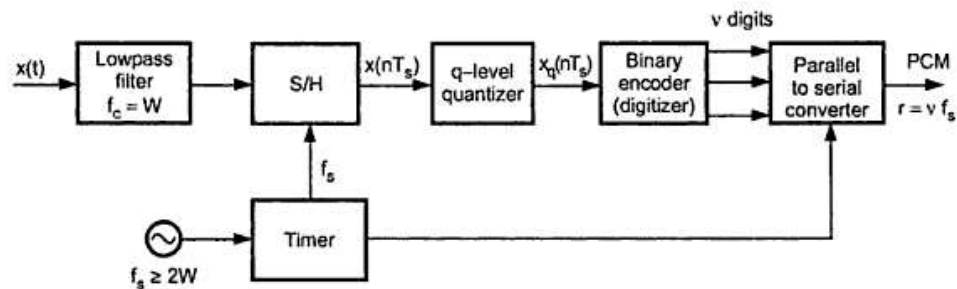 x(t)
Lowpass
filter
f_c = W
S/H
x(nT_s)
q-level
quantizer
x_q(nT_s)
Binary
encoder
(digitizer)
ν digits
Parallel
to serial
converter
PCM
r = ν f_s
f_s
Timer
f_s ≥ 2W